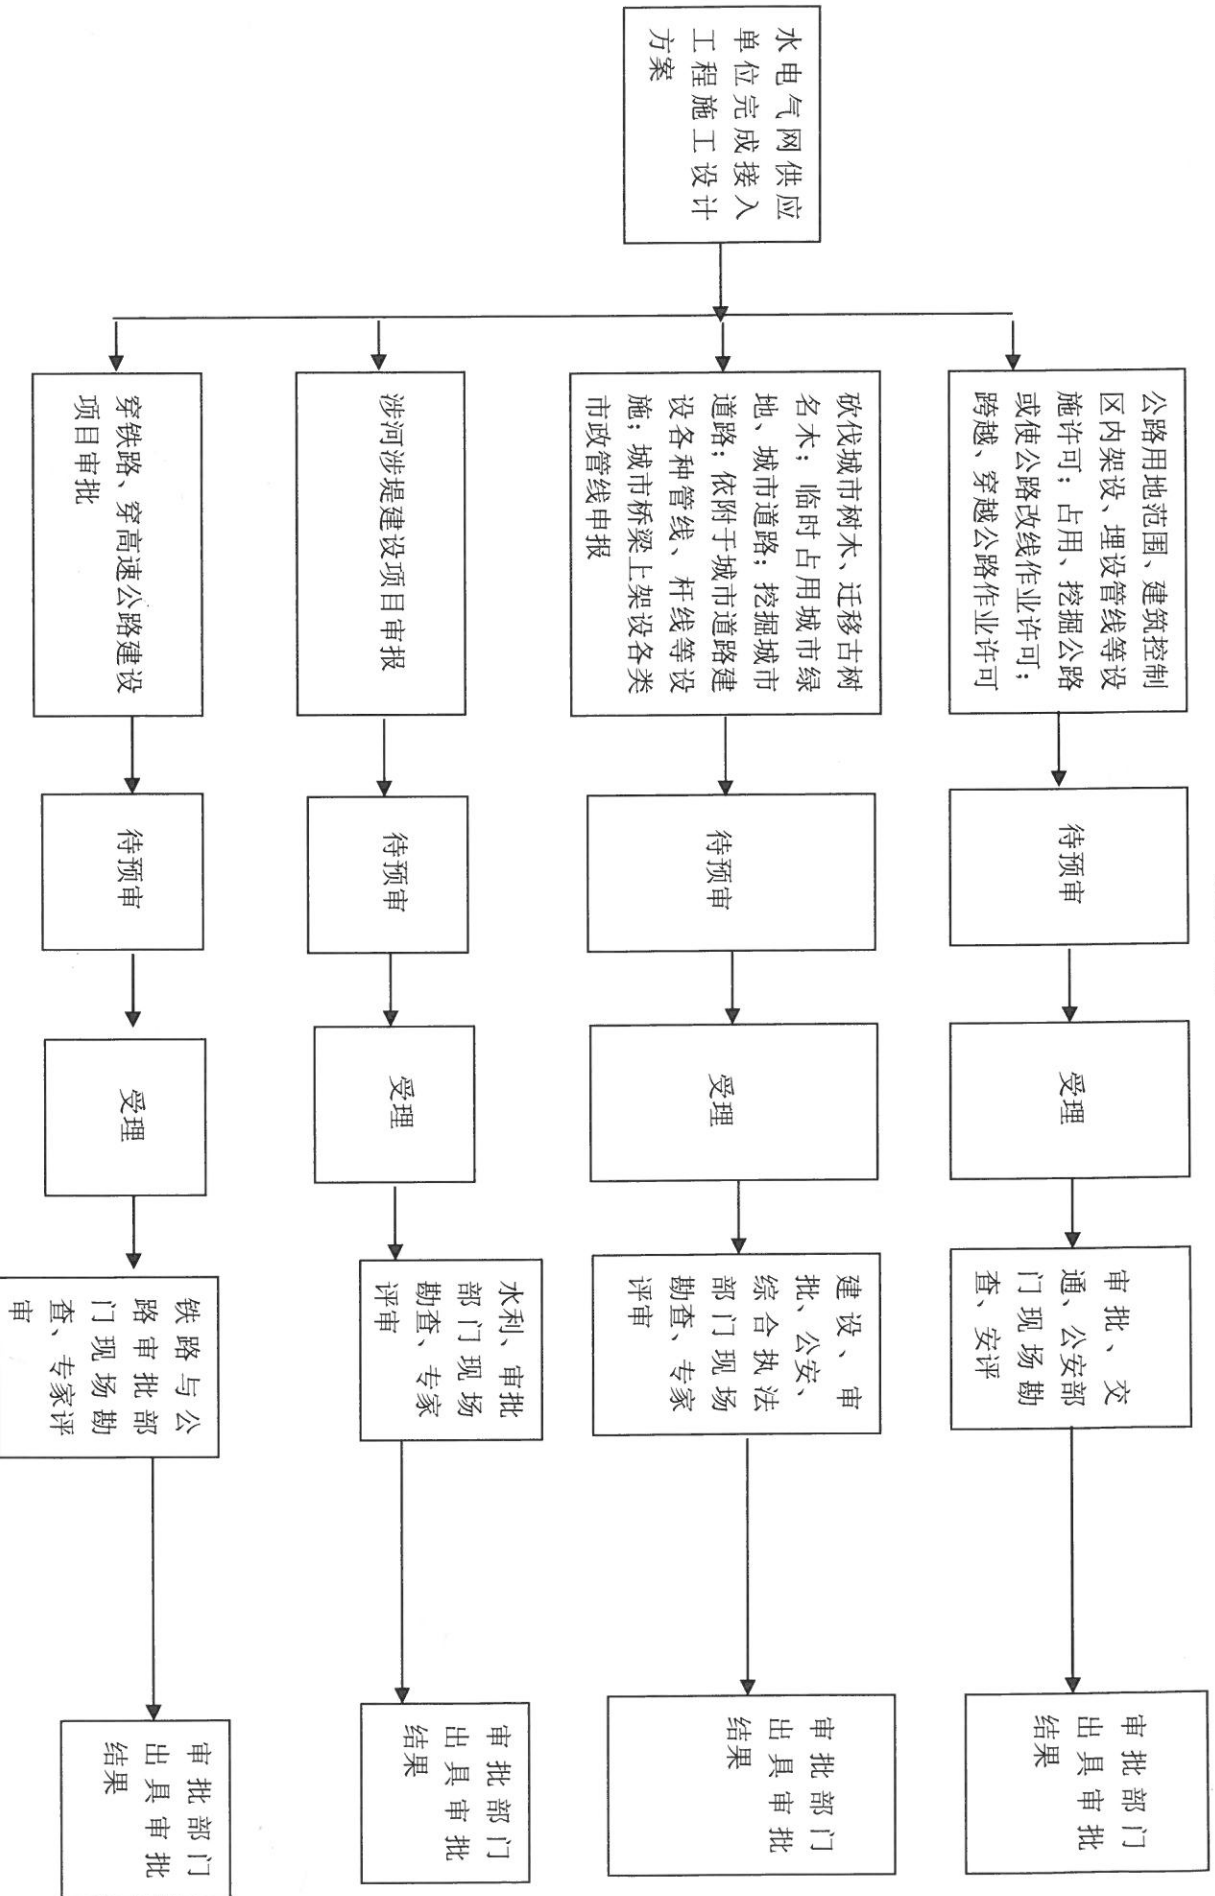 水电气网供应
单位完成接入
工程施工设计
方案
公路用地范围、建筑控制
区内架设、埋设管线等设
施许可；占用、挖掘公路
或使公路改线作业许可；
跨越、穿越公路作业许可
待预审
受理
审批、交
通、公安部
门现场勘
查、安评
审批部门
出具审批
结果
砍伐城市树木、迁移古树
名木；临时占用城市绿
地、城市道路；挖掘城市
道路；依附于城市道路建
设各种管线、杆线等设
施；城市桥梁上架设各类
市政管线申报
待预审
受理
建设、审
批、公安、
综合执法
部门现场
勘查、专家
评审
审批部门
出具审批
结果
涉河涉堤建设项目审报
待预审
受理
水利、审批
部门现场
勘查、专家
评审
审批部门
出具审批
结果
穿铁路、穿高速公路建设
项目审批
待预审
受理
铁路与公
路审批部
门现场勘
查、专家评
审
审批部门
出具审批
结果